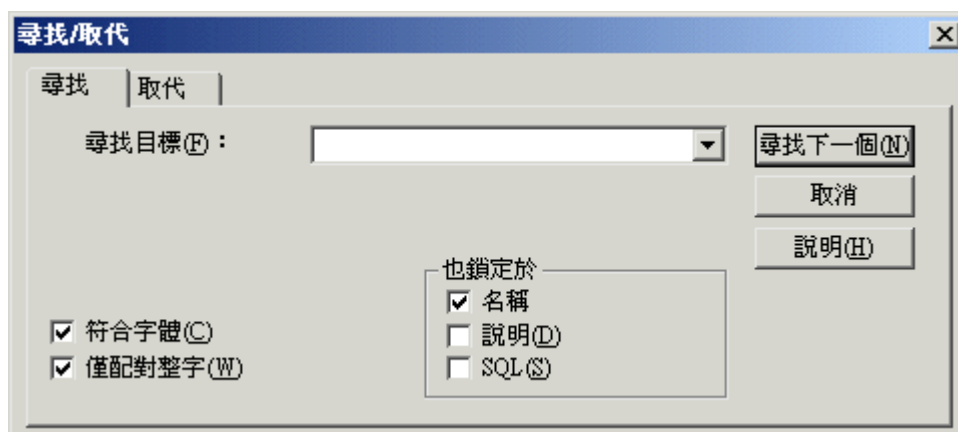 尋找/取代
尋找 取代
尋找目標(F)： 尋找下一個(N)
取消
說明(H)
也鎖定於
名稱
符合字體(C) 說明(D)
僅配對整字(W) SQL(S)